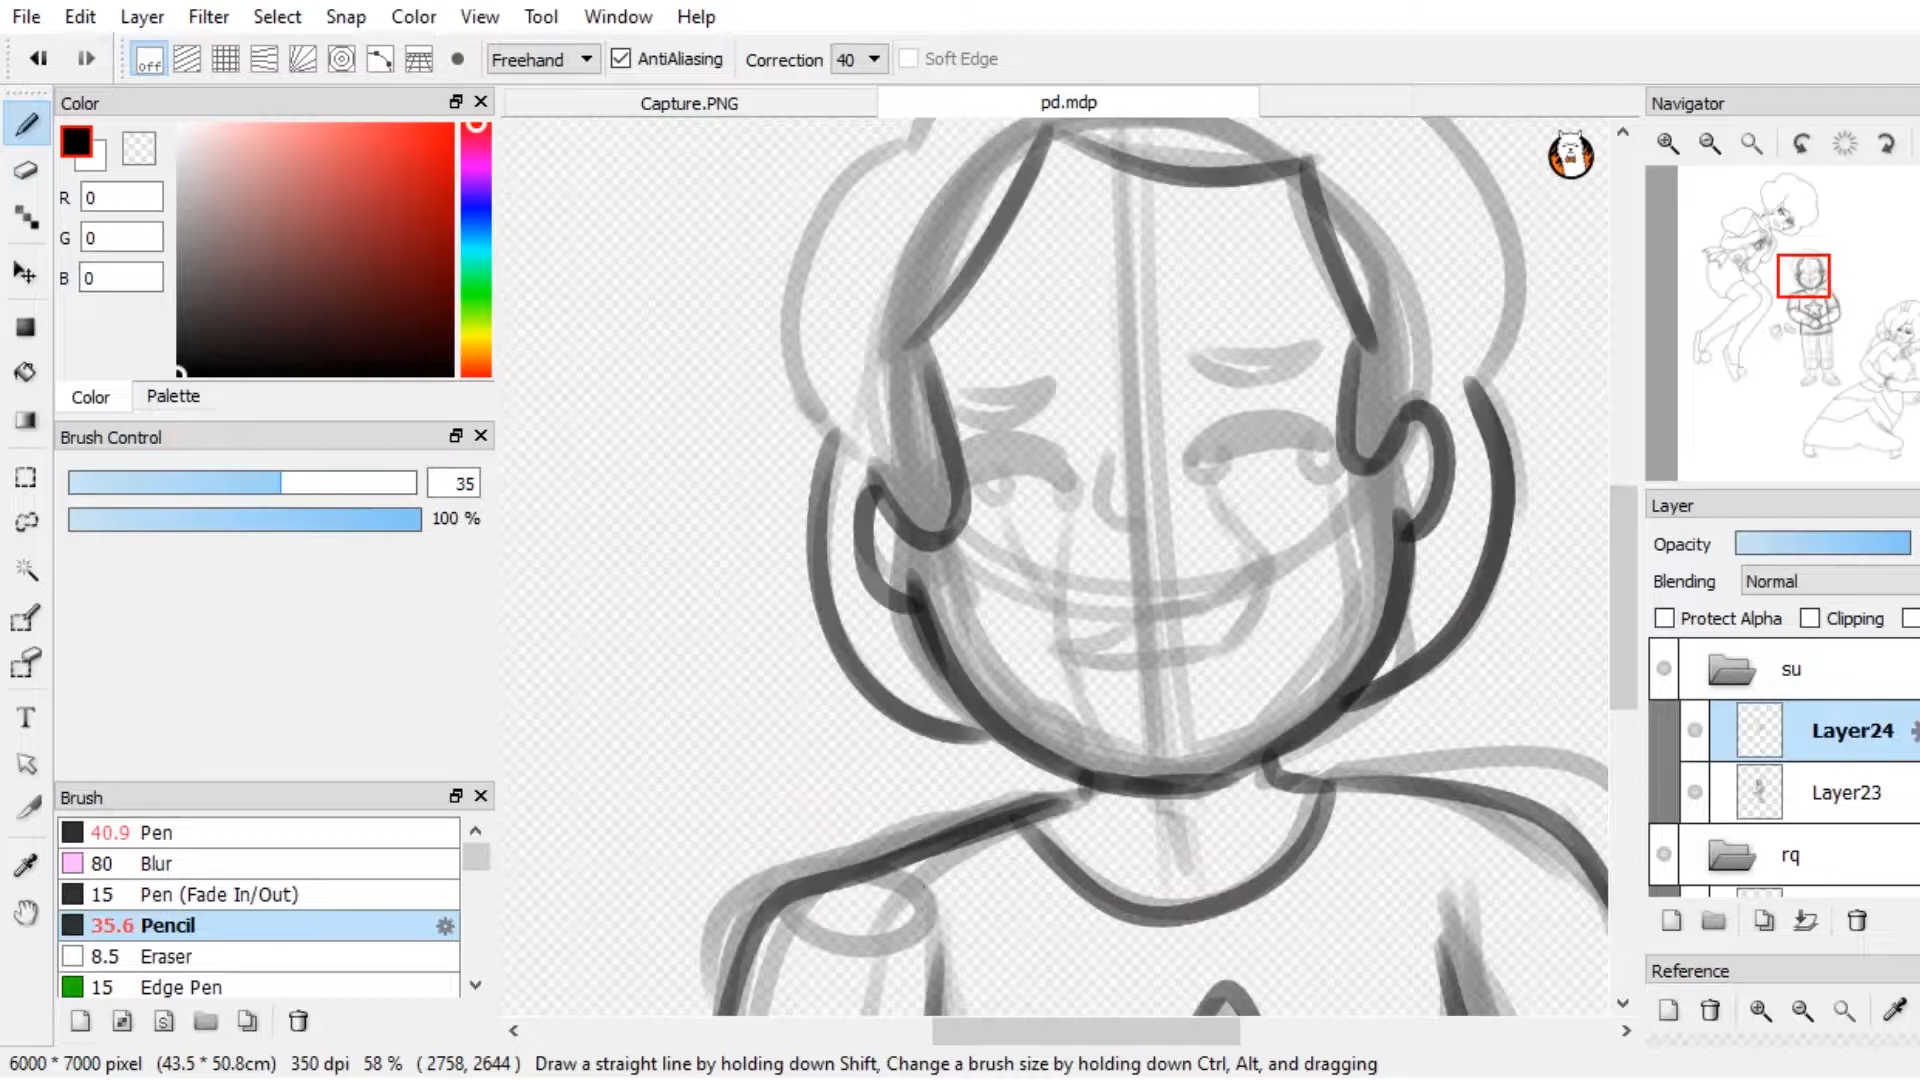 File Edit Layer Filter Select Snap Color View Tool Window Help
off Freehand AntiAliasing Correction 40 Soft Edge
Color
Capture.PNG
pd.mdp
Navigator
R 0
G 0
B 0
Color Palette
Brush Control
35
100 %
Layer
Opacity
Blending Normal
Protect Alpha Clipping
su
Layer24
Layer23
rq
Brush
40.9 Pen
80 Blur
15 Pen (Fade In/Out)
35.6 Pencil
8.5 Eraser
15 Edge Pen
S
Reference
6000 * 7000 pixel (43.5 * 50.8cm) 350 dpi 58 % ( 2758, 2644 ) Draw a straight line by holding down Shift, Change a brush size by holding down Ctrl, Alt, and dragging